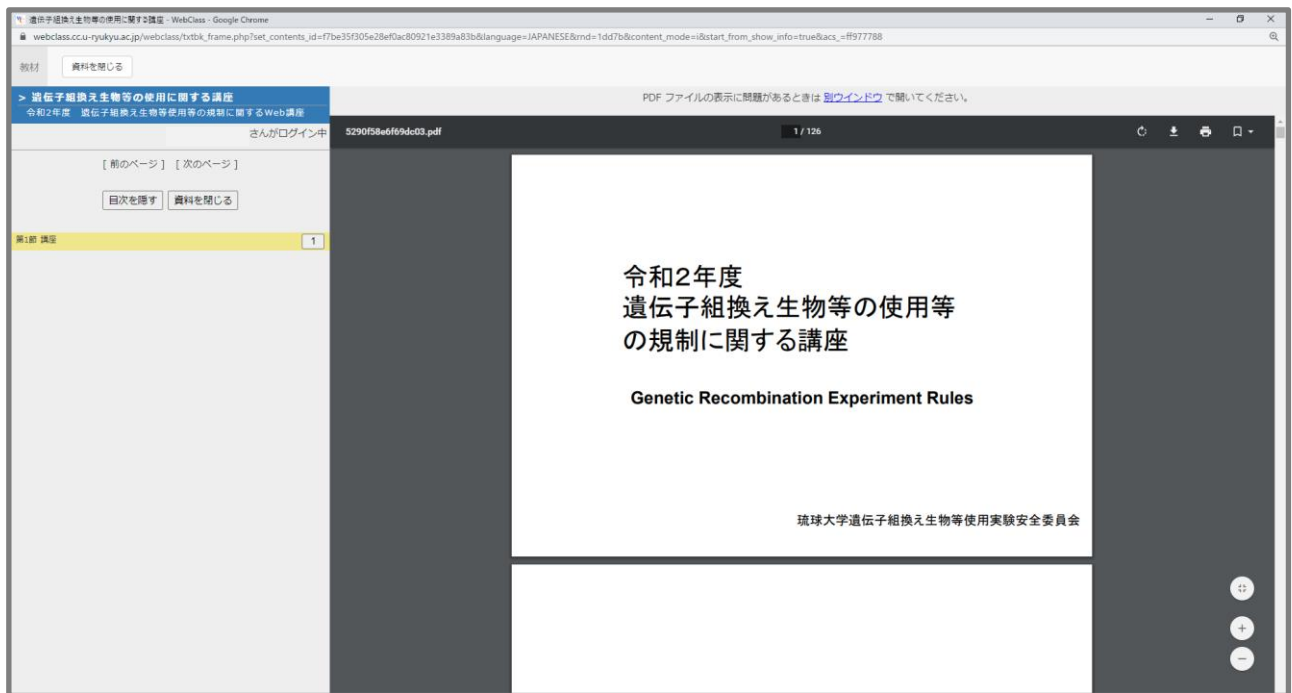 遺伝子組換え生物等の使用に関する講座 - WebClass - Google Chrome
webclass.cc.u-ryukyu.ac.jp/webclass/txtbk_frame.php?set_contents_id=f7be35f305e28ef0ac80921e3389a83b&language=JAPANESE&rnd=1dd7b&content_mode=i&start_from_show_info=true&acs_=ff977788
教材 資料を閉じる
> 遺伝子組換え生物等の使用に関する講座
令和2年度 遺伝子組換え生物等使用等の規制に関するWeb講座
さんがログイン中
[ 前のページ ] [ 次のページ ]
目次を隠す 資料を閉じる
第1節 講座 1
PDF ファイルの表示に問題があるときは 別ウインドウ で開いてください。
5290f58e6f69dc03.pdf 1 / 126
令和2年度
遺伝子組換え生物等の使用等
の規制に関する講座
Genetic Recombination Experiment Rules
琉球大学遺伝子組換え生物等使用実験安全委員会